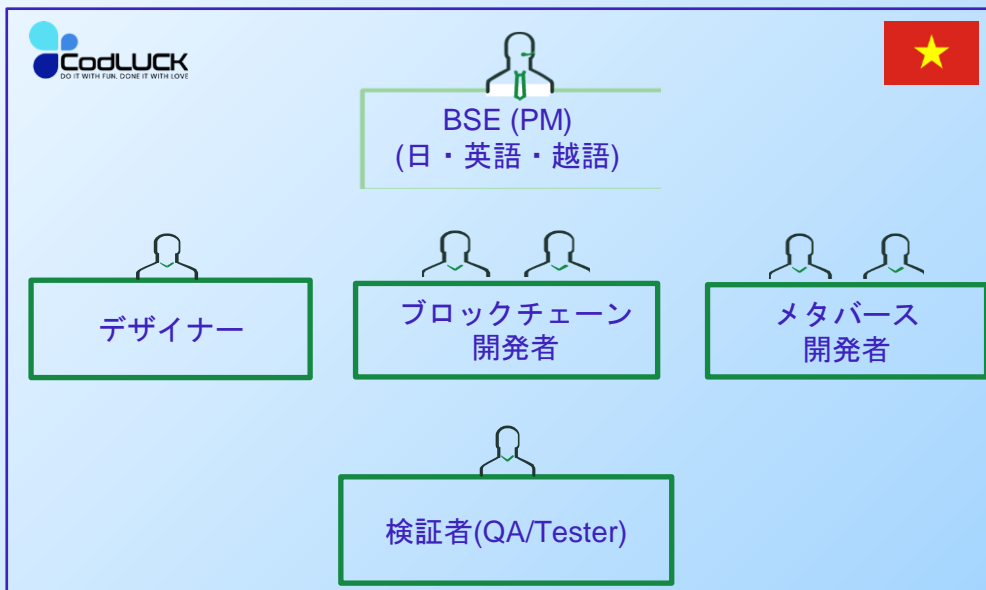 CodLUCK
DO IT WITH FUN, DONE IT WITH LOVE
BSE (PM)
(日・英語・越語)
デザイナー
ブロックチェーン
開発者
メタバース
開発者
検証者(QA/Tester)